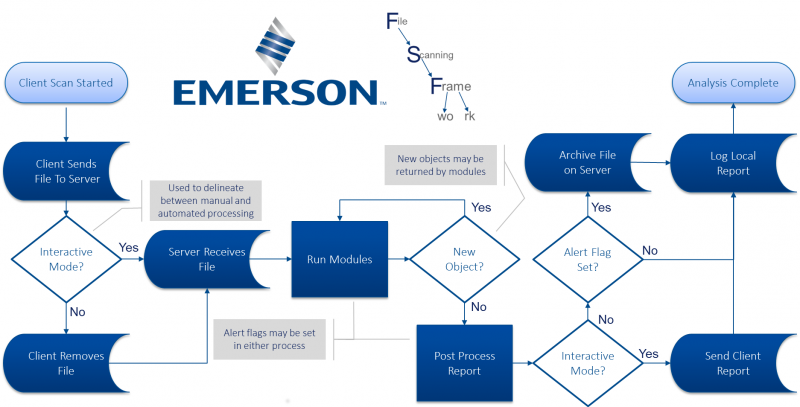 File
Scanning
Frame
wo rk
EMERSON
TM
Client Scan Started
Analysis Complete
Client Sends
File To Server
New objects may be
returned by modules
Archive File
on Server
Log Local
Report
Used to delineate
between manual and
automated processing
Yes
Yes
Interactive
Mode?
Yes
Server Receives
File
Run Modules
New
Object?
Alert Flag
Set?
No
No
No
No
Alert flags may be set
in either process
Client Removes
File
Post Process
Report
Interactive
Mode?
Yes
Send Client
Report